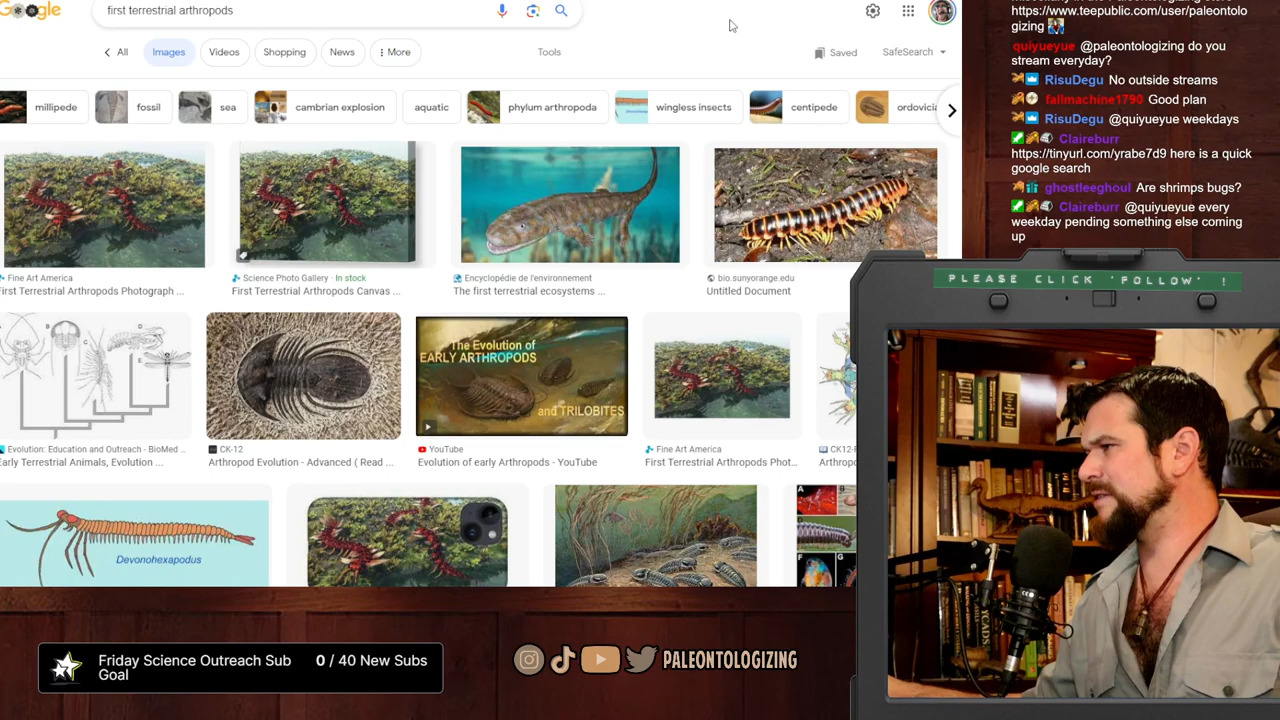 Google
first terrestrial arthropods
All
Images
Videos
Shopping
News
More
Tools
Saved
SafeSearch
millipede
fossil
sea
cambrian explosion
aquatic
phylum arthropoda
wingless insects
centipede
Fine Art America
First Terrestrial Arthropods Photograph ...
Science Photo Gallery · In stock
First Terrestrial Arthropods Canvas ...
Encyclopédie de l'environnement
The first terrestrial ecosystems ...
bio.sunyorange.edu
Untitled Document
The Evolution of
EARLY ARTHROPODS
and TRILOBITES
Evolution: Education and Outreach - BioMed ..
Early Terrestrial Animals, Evolution ...
CK-12
Arthropod Evolution - Advanced ( Read ...
YouTube
Evolution of early Arthropods - YouTube
Fine Art America
First Terrestrial Arthropods Phot...
Devonohexapodus
A
B
F
G
https://www.teepublic.com/user/paleontolo
gizing
quiyueyue @paleontologizing do you
stream everyday?
RisuDegu No outside streams
fallmachine1790 Good plan
RisuDegu @quiyueyue weekdays
Claireburr
https://tinyurl.com/yrabe7d9 here is a quick
google search
ghostleeghoul Are shrimps bugs?
Claireburr @quiyueyue every
weekday pending something else coming
up
PLEASE CLICK 'FOLLOW' !
Friday Science Outreach Sub
Goal
0 / 40 New Subs
PALEONTOLOGIZING